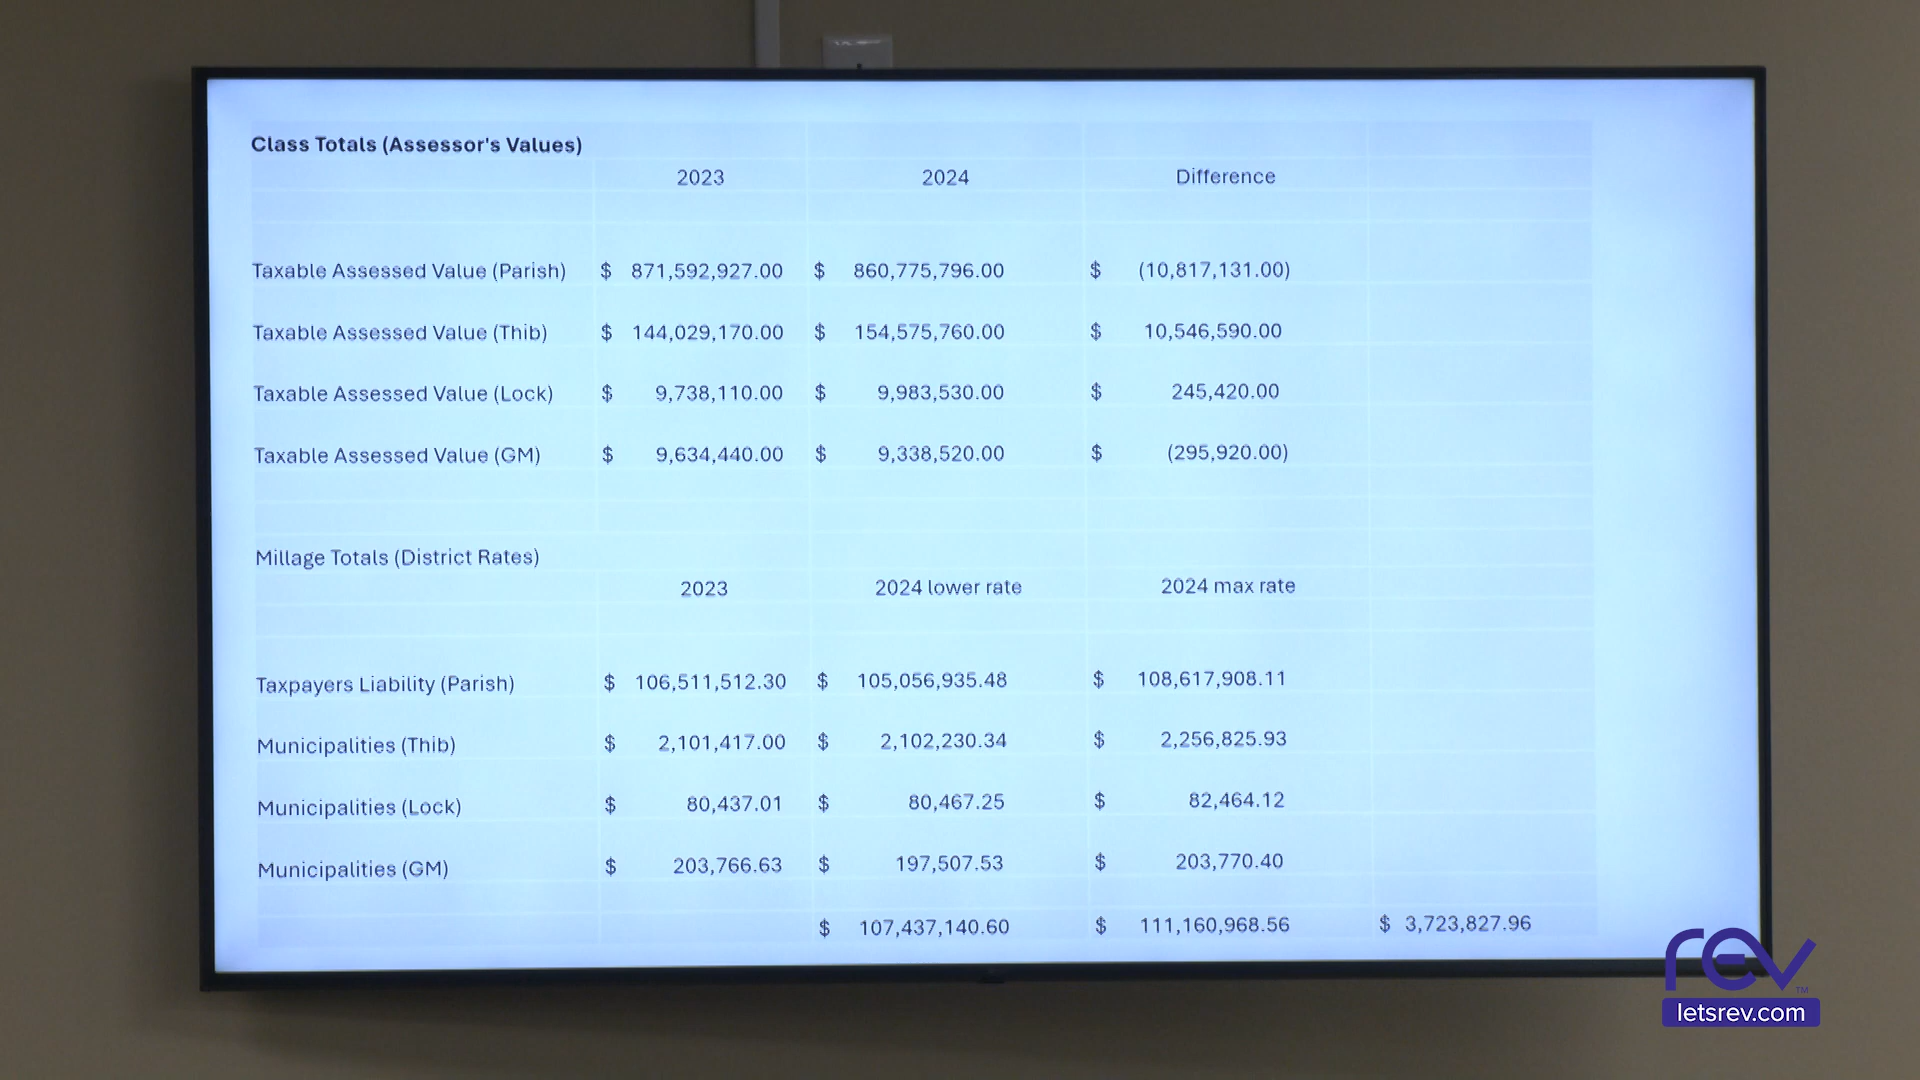 Class Totals (Assessor's Values)
2023 2024 Difference
Taxable Assessed Value (Parish) $ 871,592,927.00 $ 860,775,796.00 $ (10,817,131.00)
Taxable Assessed Value (Thib) $ 144,029,170.00 $ 154,575,760.00 $ 10,546,590.00
Taxable Assessed Value (Lock) $ 9,738,110.00 $ 9,983,530.00 $ 245,420.00
Taxable Assessed Value (GM) $ 9,634,440.00 $ 9,338,520.00 $ (295,920.00)
Millage Totals (District Rates)
2023 2024 lower rate 2024 max rate
Taxpayers Liability (Parish) $ 106,511,512.30 $ 105,056,935.48 $ 108,617,908.11
Municipalities (Thib) $ 2,101,417.00 $ 2,102,230.34 $ 2,256,825.93
Municipalities (Lock) $ 80,437.01 $ 80,467.25 $ 82,464.12
Municipalities (GM) $ 203,766.63 $ 197,507.53 $ 203,770.40
$ 107,437,140.60 $ 111,160,968.56 $ 3,723,827.96
rev™
letsrev.com